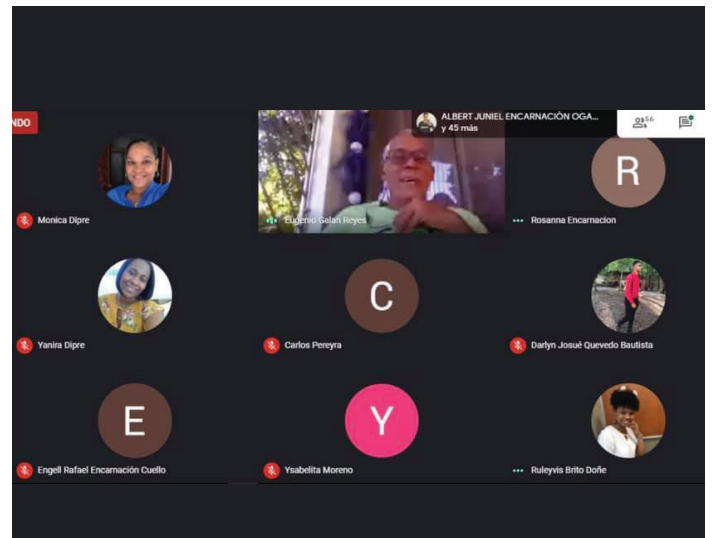 NDO
ALBERT JUNIEL ENCARNACIÓN OGA...
y 45 más
56
Monica Dipre
Eugenio Galan Reyes
R
Rosanna Encarnacion
Yanira Dipre
C
Carlos Pereyra
Darlyn Josué Quevedo Bautista
E
Engell Rafael Encarnación Cuello
Y
Ysabelita Moreno
Ruleyvis Brito Doñe